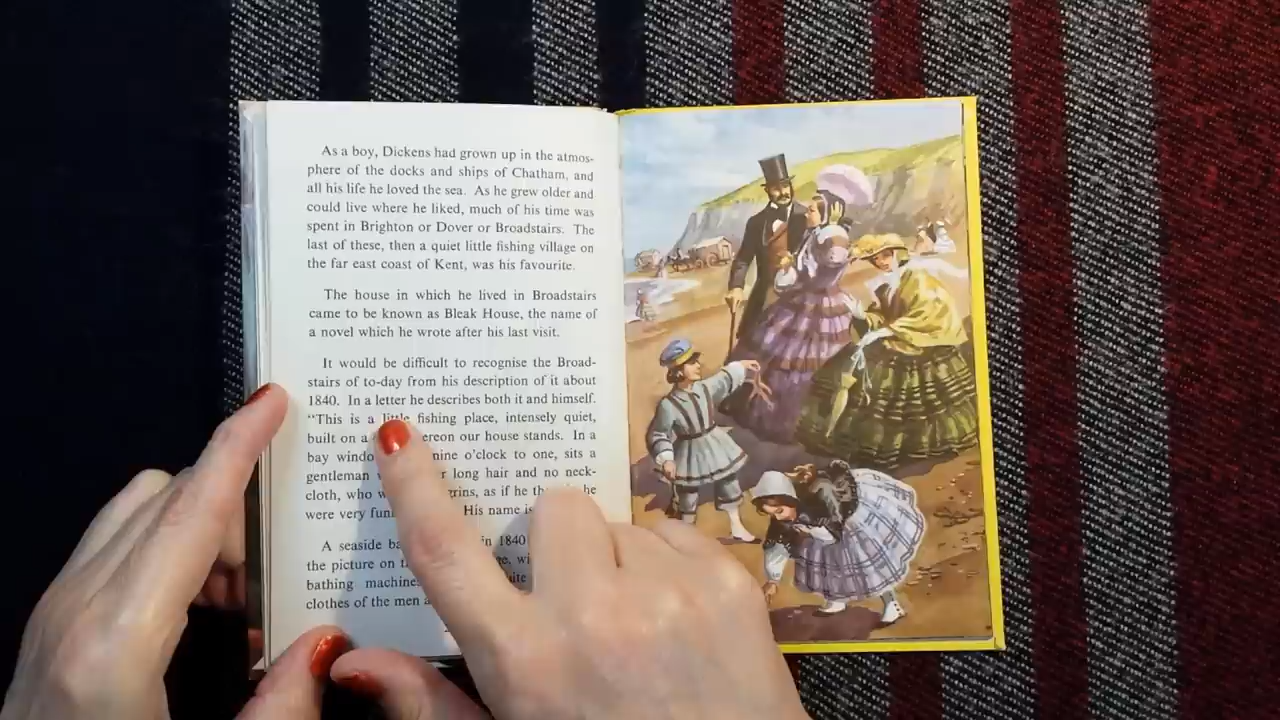 As a boy, Dickens had grown up in the atmos-
phere of the docks and ships of Chatham, and
all his life he loved the sea. As he grew older and
could live where he liked, much of his time was
spent in Brighton or Dover or Broadstairs. The
last of these, then a quiet little fishing village on
the far east coast of Kent, was his favourite.
The house in which he lived in Broadstairs
came to be known as Bleak House, the name of
a novel which he wrote after his last visit.
It would be difficult to recognise the Broad-
stairs of to-day from his description of it about
1840. In a letter he describes both it and himself.
"This is a little fishing place, intensely quiet,
built on a our house stands. In a
bay nine o'clock to one, sits a
gentleman long hair and no neck-
cloth, who grins, as if he he
were very His name is
A seaside in 1840
the picture on
bathing
clothes of the men